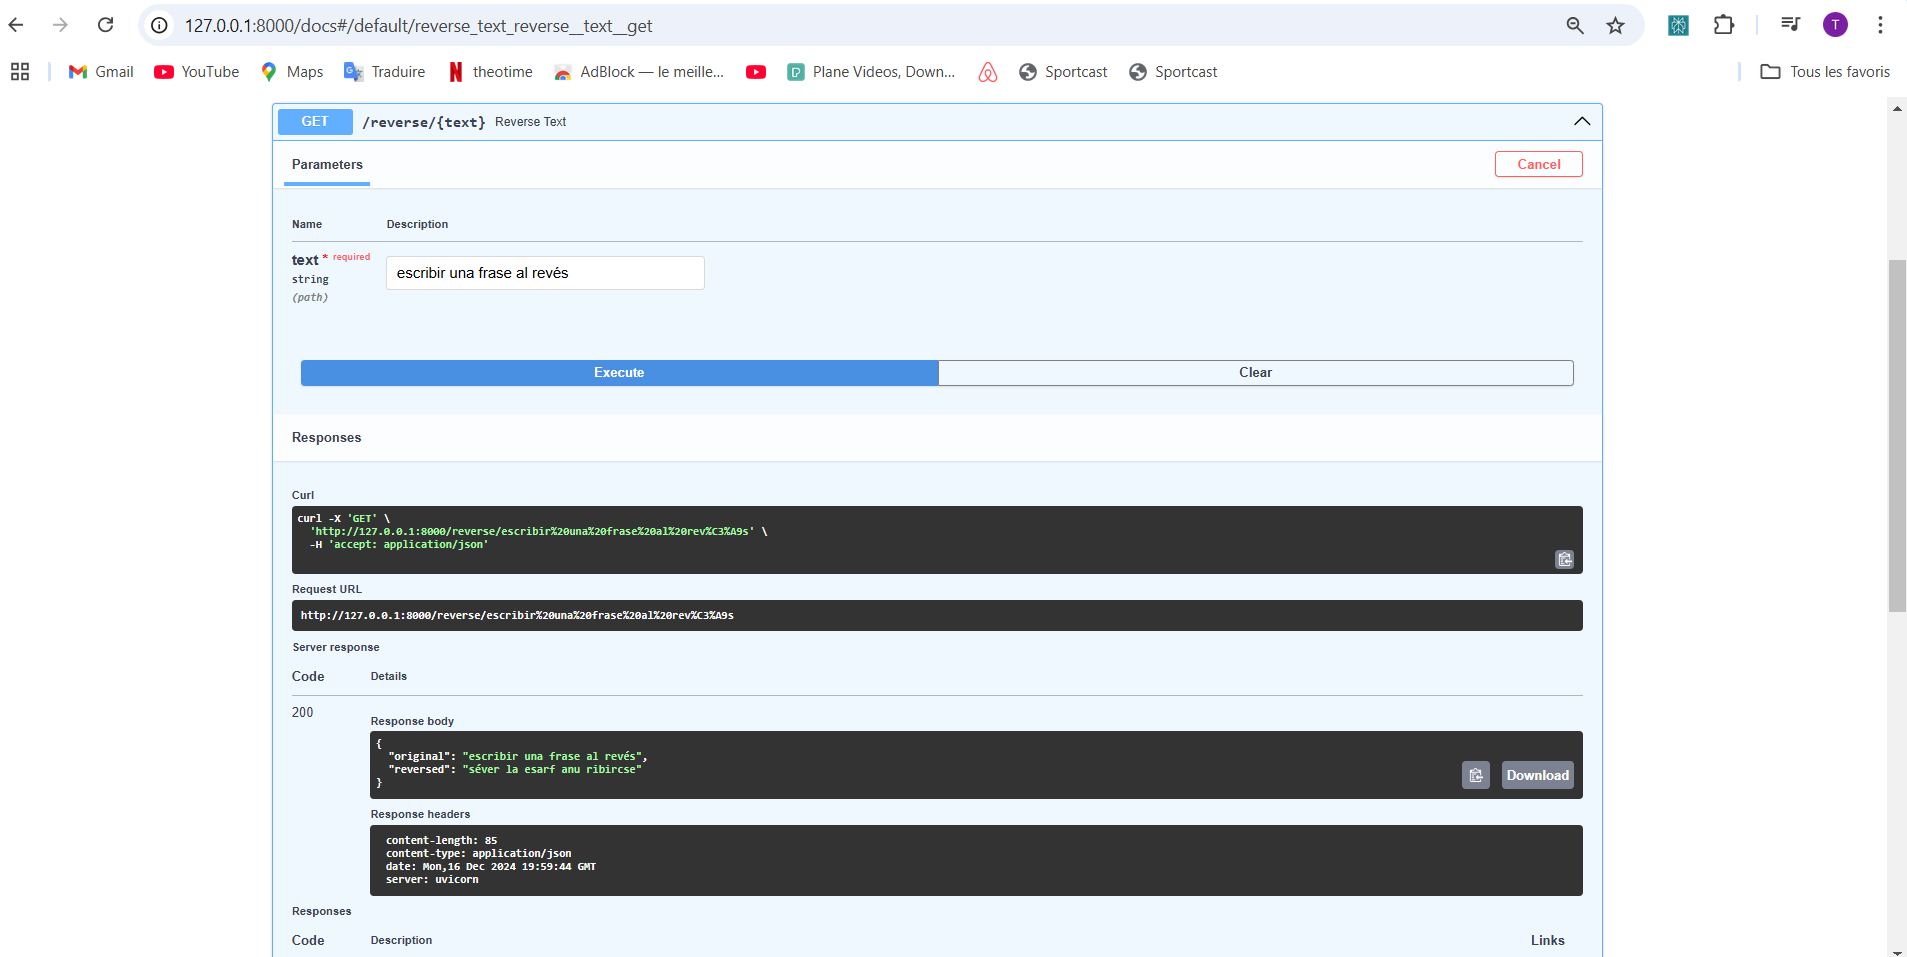 127.0.0.1:8000/docs#/default/reverse_text_reverse__text__get
T
Gmail YouTube Maps Traduire theotime AdBlock — le meille... Plane Videos, Down... Sportcast Sportcast Tous les favoris
GET /reverse/{text} Reverse Text
Parameters Cancel
Name Description
text * required
string
(path)
escribir una frase al revés
Execute Clear
Responses
Curl
curl -X 'GET' \
'http://127.0.0.1:8000/reverse/escribir%20una%20frase%20al%20rev%C3%A9s' \
-H 'accept: application/json'
Request URL
http://127.0.0.1:8000/reverse/escribir%20una%20frase%20al%20rev%C3%A9s
Server response
Code Details
200
Response body
{
"original": "escribir una frase al revés",
"reversed": "séver la esarf anu ribircse"
}
Download
Response headers
content-length: 85
content-type: application/json
date: Mon,16 Dec 2024 19:59:44 GMT
server: uvicorn
Responses
Code Description Links